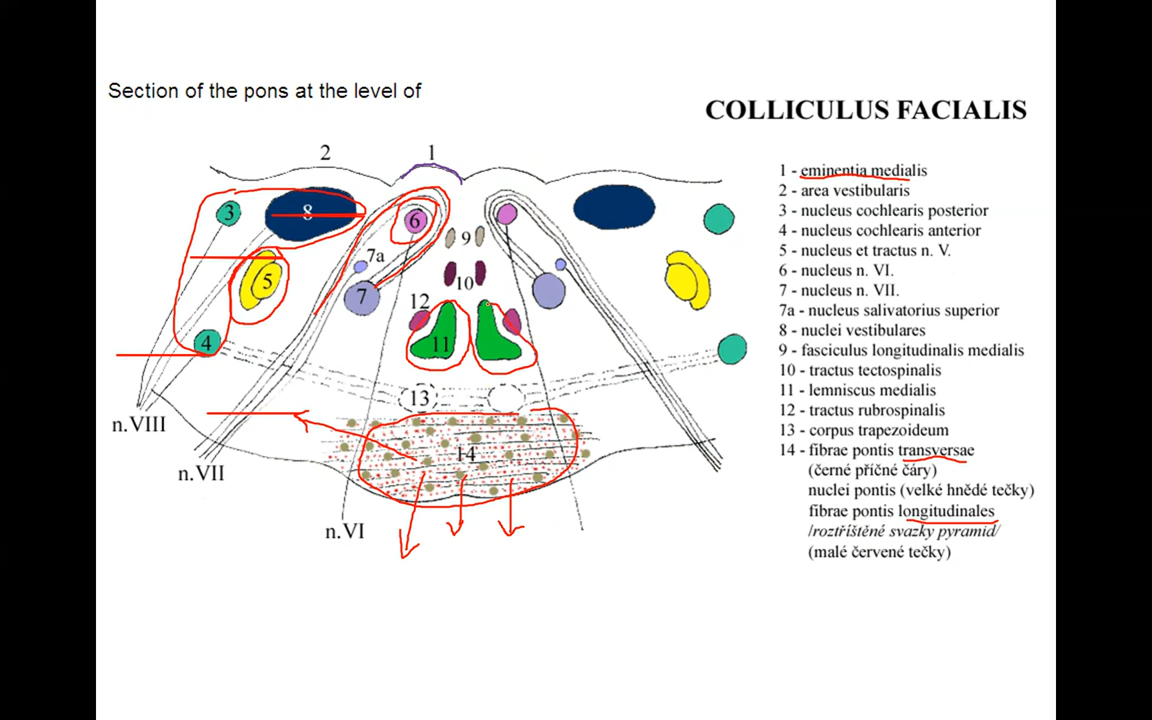 Section of the pons at the level of
COLLICULUS FACIALIS
2
1
3
8
6
9
7a
5
7
10
12
4
11
13
14
n.VIII
n.VII
n.VI
1 - eminentia medialis
2 - area vestibularis
3 - nucleus cochlearis posterior
4 - nucleus cochlearis anterior
5 - nucleus et tractus n. V.
6 - nucleus n. VI.
7 - nucleus n. VII.
7a - nucleus salivatorius superior
8 - nuclei vestibulares
9 - fasciculus longitudinalis medialis
10 - tractus tectospinalis
11 - lemniscus medialis
12 - tractus rubrospinalis
13 - corpus trapezoideum
14 - fibrae pontis transversae
(černé příčné čáry)
nuclei pontis (velké hnědé tečky)
fibrae pontis longitudinales
/roztříštěné svazky pyramid/
(malé červené tečky)